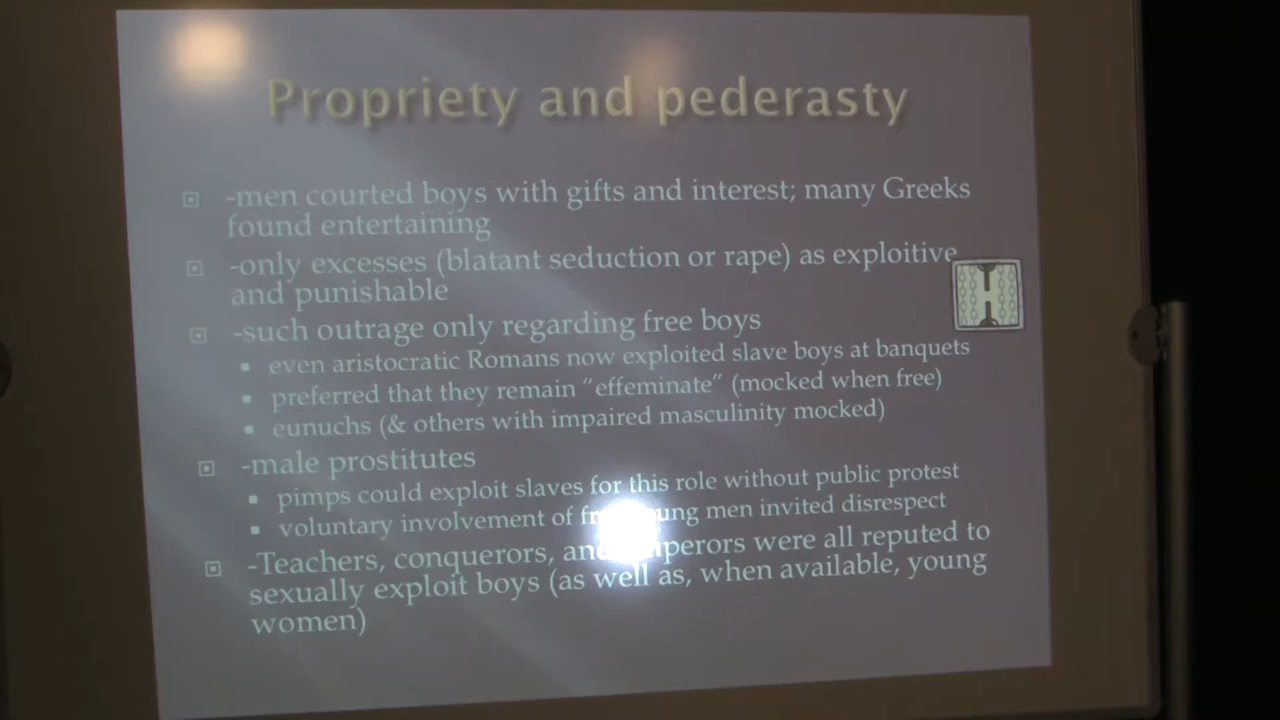 Propriety and pederasty
-men courted boys with gifts and interest; many Greeks
found entertaining
-only excesses (blatant seduction or rape) as exploitive
and punishable
-such outrage only regarding free boys
even aristocratic Romans now exploited slave boys at banquets
preferred that they remain "effeminate" (mocked when free)
eunuchs (& others with impaired masculinity mocked)
-male prostitutes
pimps could exploit slaves for this role without public protest
voluntary involvement of men invited disrespect
-Teachers, conquerors, were all reputed to
sexually exploit boys (as well as, when available, young
women)